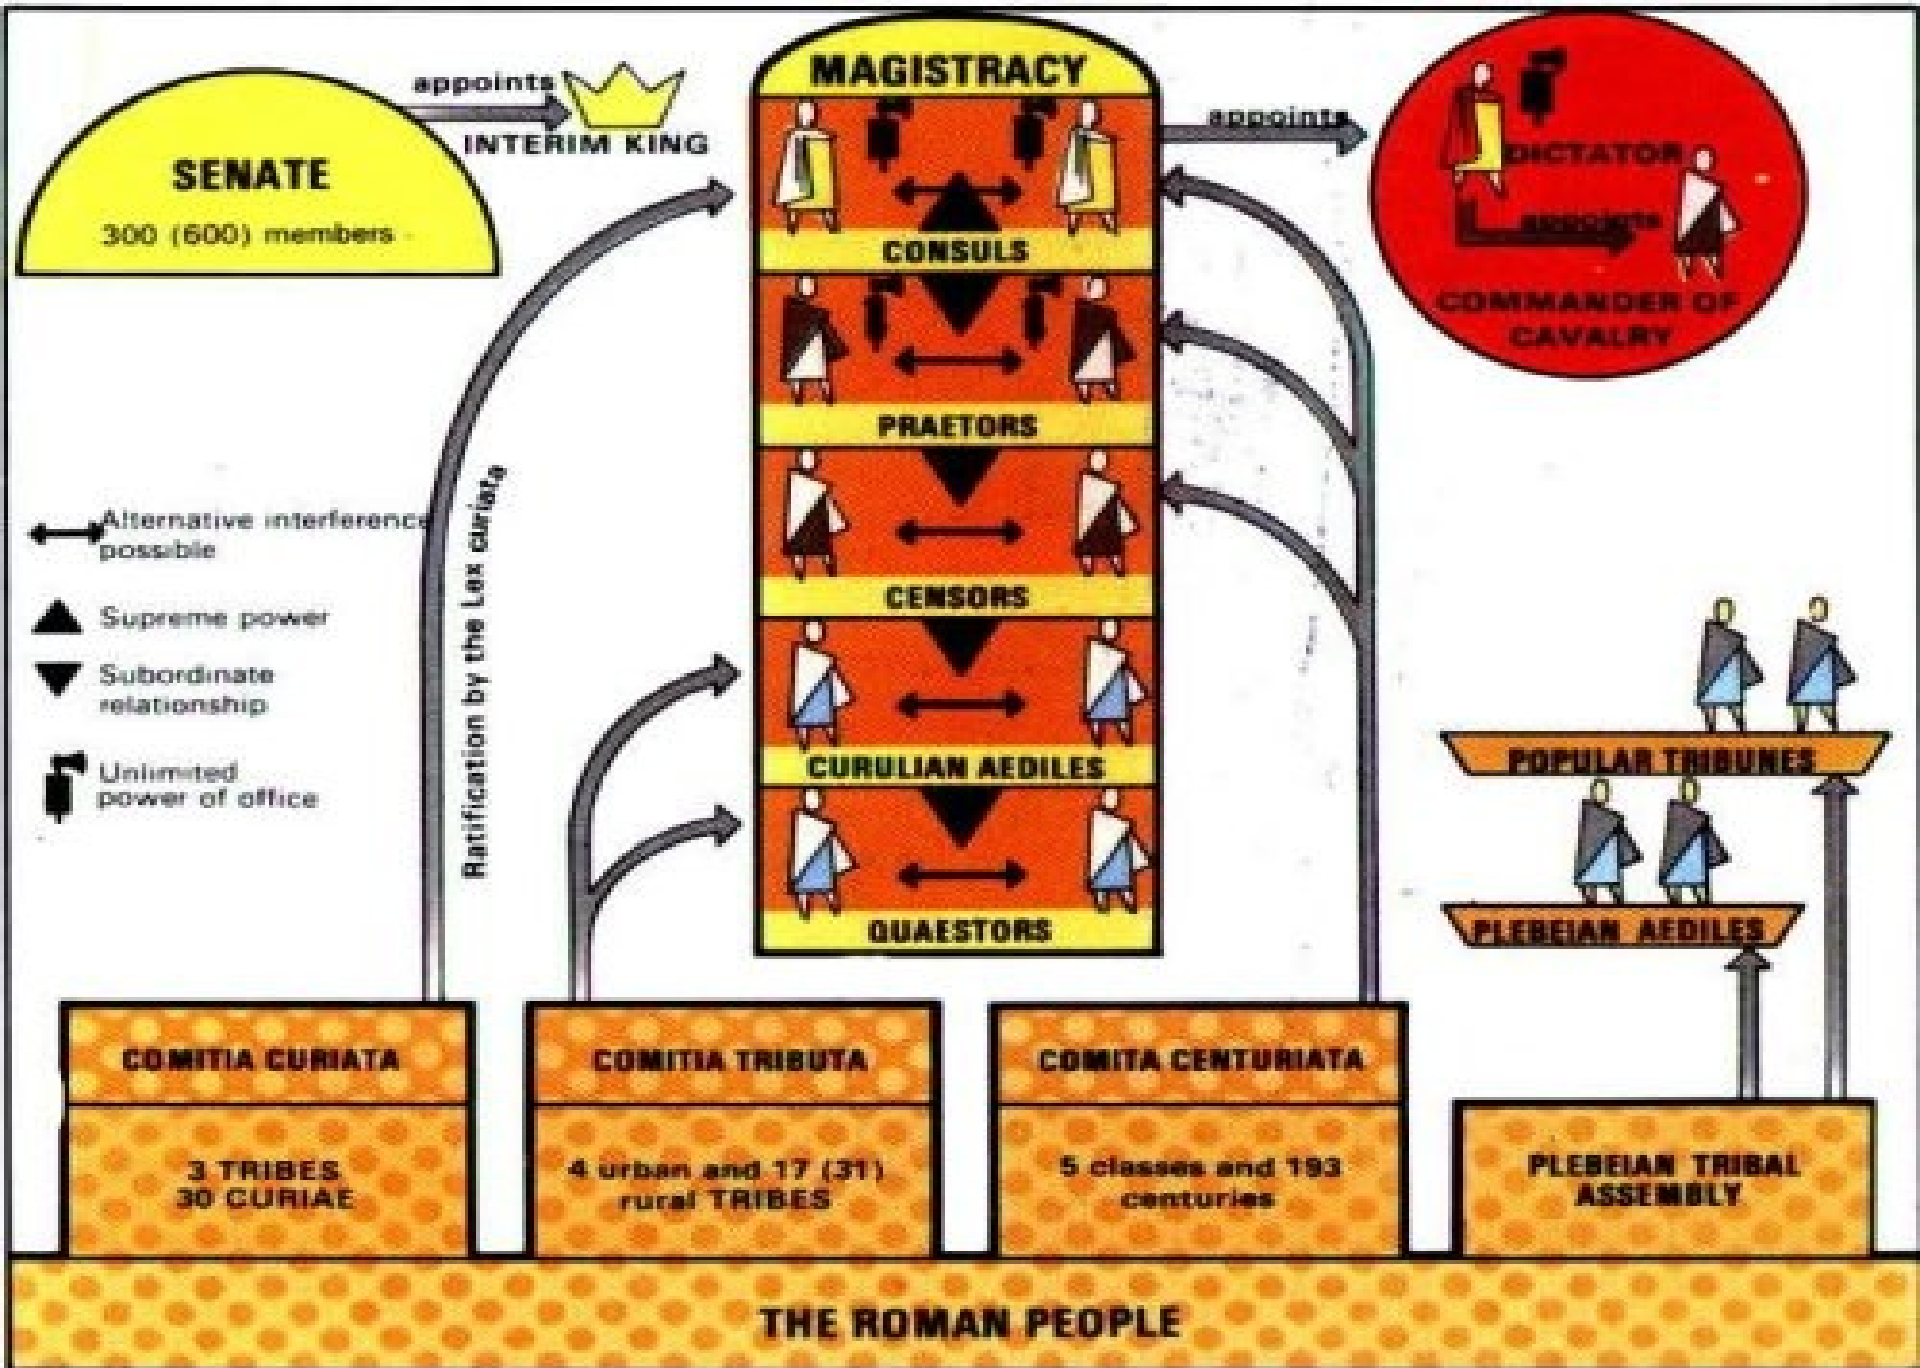 MAGISTRACY
appoints
INTERIM KING
SENATE
300 (600) members
appoints
DICTATOR
appoints
COMMANDER OF
CAVALRY
CONSULS
PRAETORS
CENSORS
CURULIAN AEDILES
QUAESTORS
Alternative interference
possible
Supreme power
Subordinate
relationship
Unlimited
power of office
Ratification by the Lex curiata
POPULAR TRIBUNES
PLEBEIAN AEDILES
COMITIA CURIATA
3 TRIBES
30 CURIAE
COMITIA TRIBUTA
4 urban and 17 (31)
rural TRIBES
COMITA CENTURIATA
5 classes and 193
centuries
PLEBEIAN TRIBAL
ASSEMBLY
THE ROMAN PEOPLE